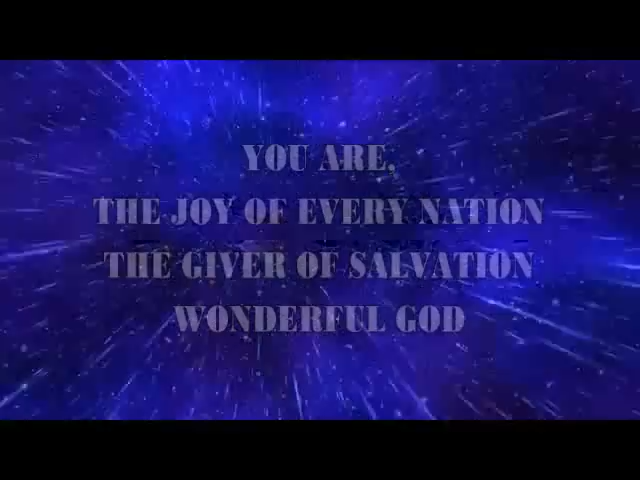 YOU ARE.
THE JOY OF EVERY NATION
THE GIVER OF SALVATION
WONDERFUL GOD